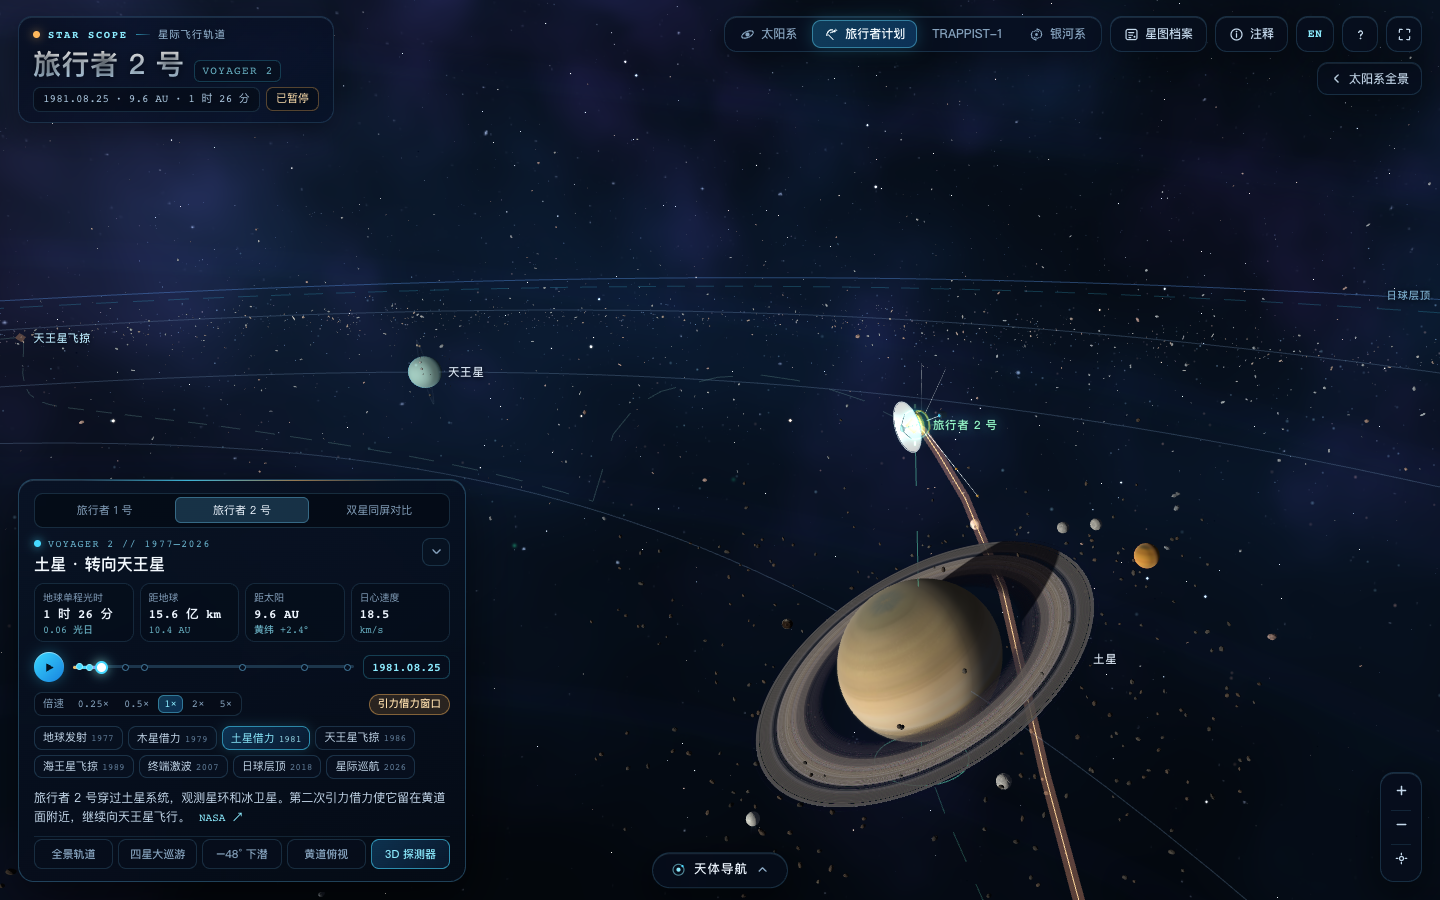 STAR SCOPE — 星际飞行轨道
旅行者 2 号 VOYAGER 2
1981.08.25 · 9.6 AU · 1 时 26 分 已暂停
太阳系 旅行者计划 TRAPPIST-1 银河系 星图档案 注释 EN ?
太阳系全景
日球层顶
天王星飞掠
天王星
旅行者 2 号
土星
旅行者 1 号 旅行者 2 号 双星同屏对比
VOYAGER 2 // 1977—2026
土星 · 转向天王星
地球单程光时 距地球 距太阳 日心速度
1 时 26 分 15.6 亿 km 9.6 AU 18.5
0.06 光日 10.4 AU 黄纬 +2.4° km/s
1981.08.25
倍速 0.25× 0.5× 1× 2× 5× 引力借力窗口
地球发射 1977 木星借力 1979 土星借力 1981 天王星飞掠 1986
海王星飞掠 1989 终端激波 2007 日球层顶 2018 星际巡航 2026
旅行者 2 号穿过土星系统，观测星环和冰卫星。第二次引力借力使它留在黄道
面附近，继续向天王星飞行。 NASA ↗
全景轨道 四星大巡游 −48° 下潜 黄道俯视 3D 探测器
天体导航
+
−